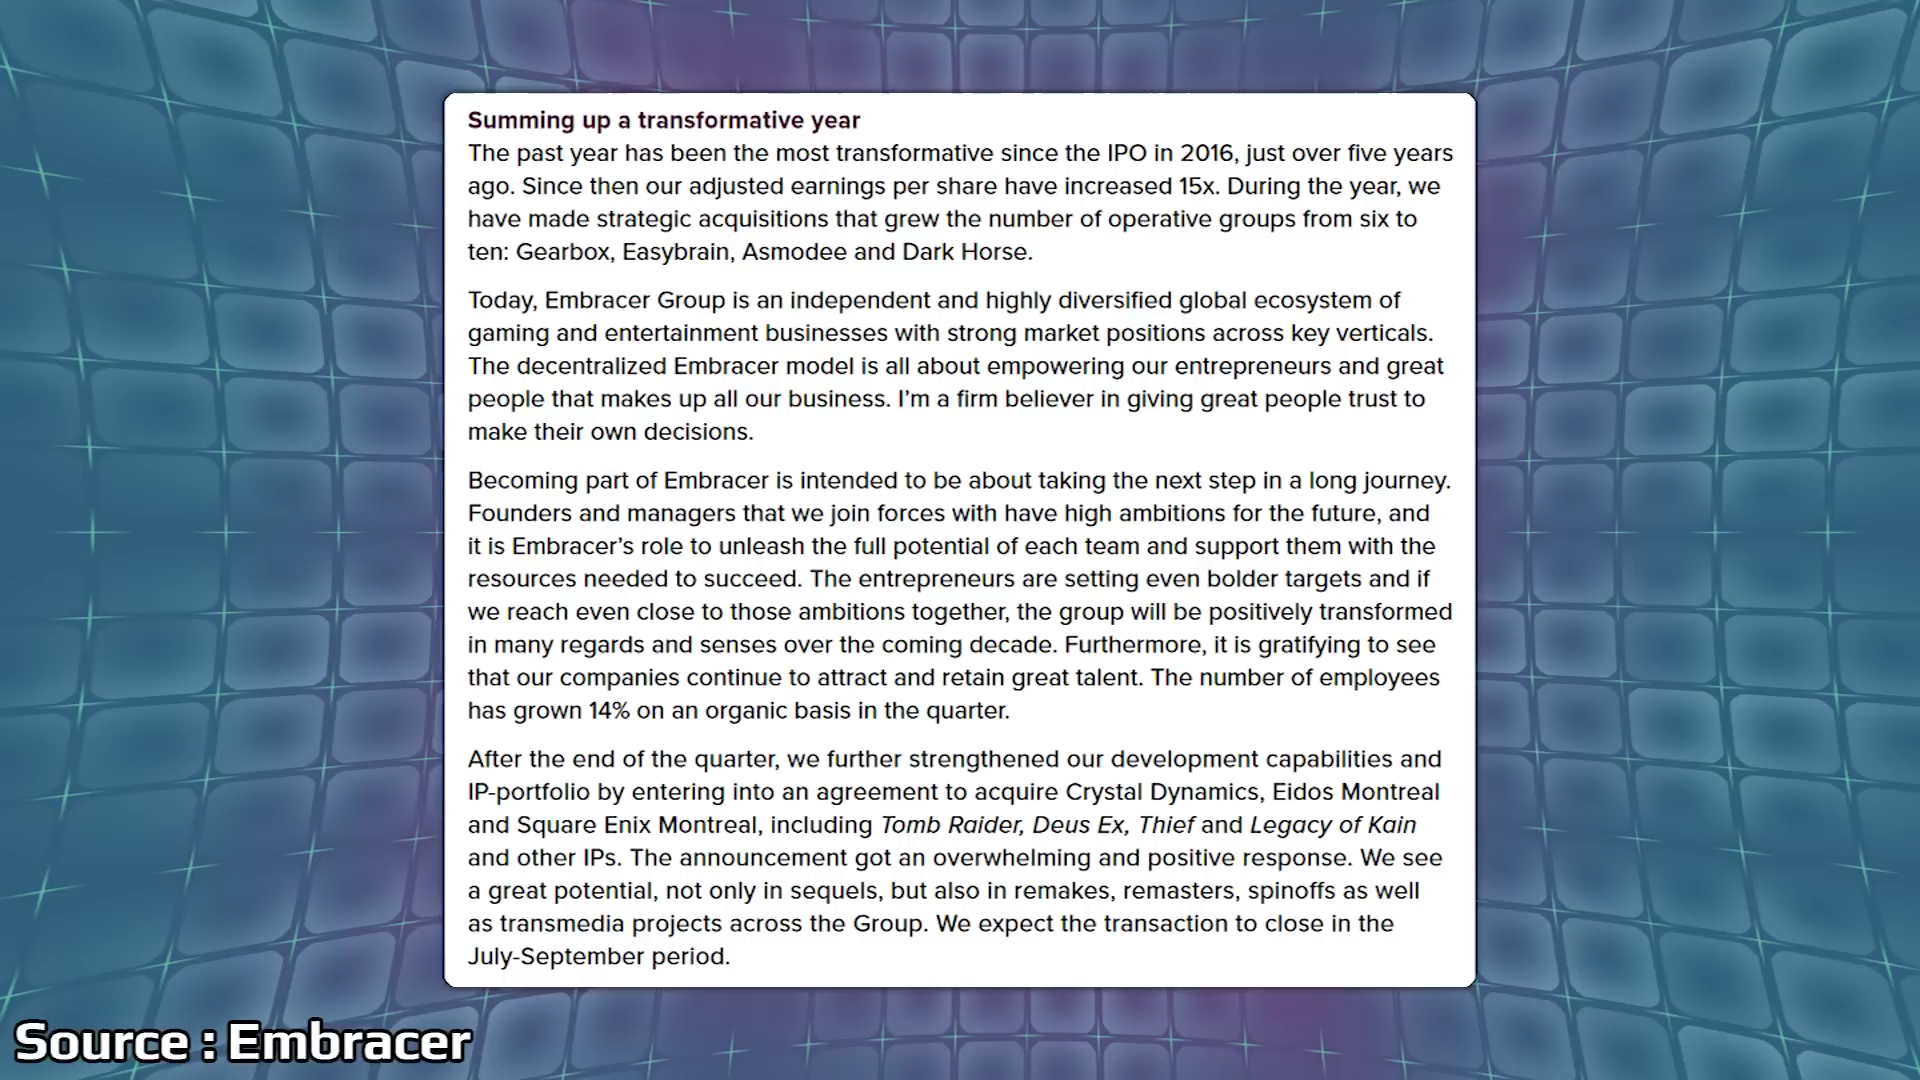 Summing up a transformative year
The past year has been the most transformative since the IPO in 2016, just over five years
ago. Since then our adjusted earnings per share have increased 15x. During the year, we
have made strategic acquisitions that grew the number of operative groups from six to
ten: Gearbox, Easybrain, Asmodee and Dark Horse.
Today, Embracer Group is an independent and highly diversified global ecosystem of
gaming and entertainment businesses with strong market positions across key verticals.
The decentralized Embracer model is all about empowering our entrepreneurs and great
people that makes up all our business. I'm a firm believer in giving great people trust to
make their own decisions.
Becoming part of Embracer is intended to be about taking the next step in a long journey.
Founders and managers that we join forces with have high ambitions for the future, and
it is Embracer's role to unleash the full potential of each team and support them with the
resources needed to succeed. The entrepreneurs are setting even bolder targets and if
we reach even close to those ambitions together, the group will be positively transformed
in many regards and senses over the coming decade. Furthermore, it is gratifying to see
that our companies continue to attract and retain great talent. The number of employees
has grown 14% on an organic basis in the quarter.
After the end of the quarter, we further strengthened our development capabilities and
IP-portfolio by entering into an agreement to acquire Crystal Dynamics, Eidos Montreal
and Square Enix Montreal, including Tomb Raider, Deus Ex, Thief and Legacy of Kain
and other IPs. The announcement got an overwhelming and positive response. We see
a great potential, not only in sequels, but also in remakes, remasters, spinoffs as well
as transmedia projects across the Group. We expect the transaction to close in the
July-September period.
Source : Embracer